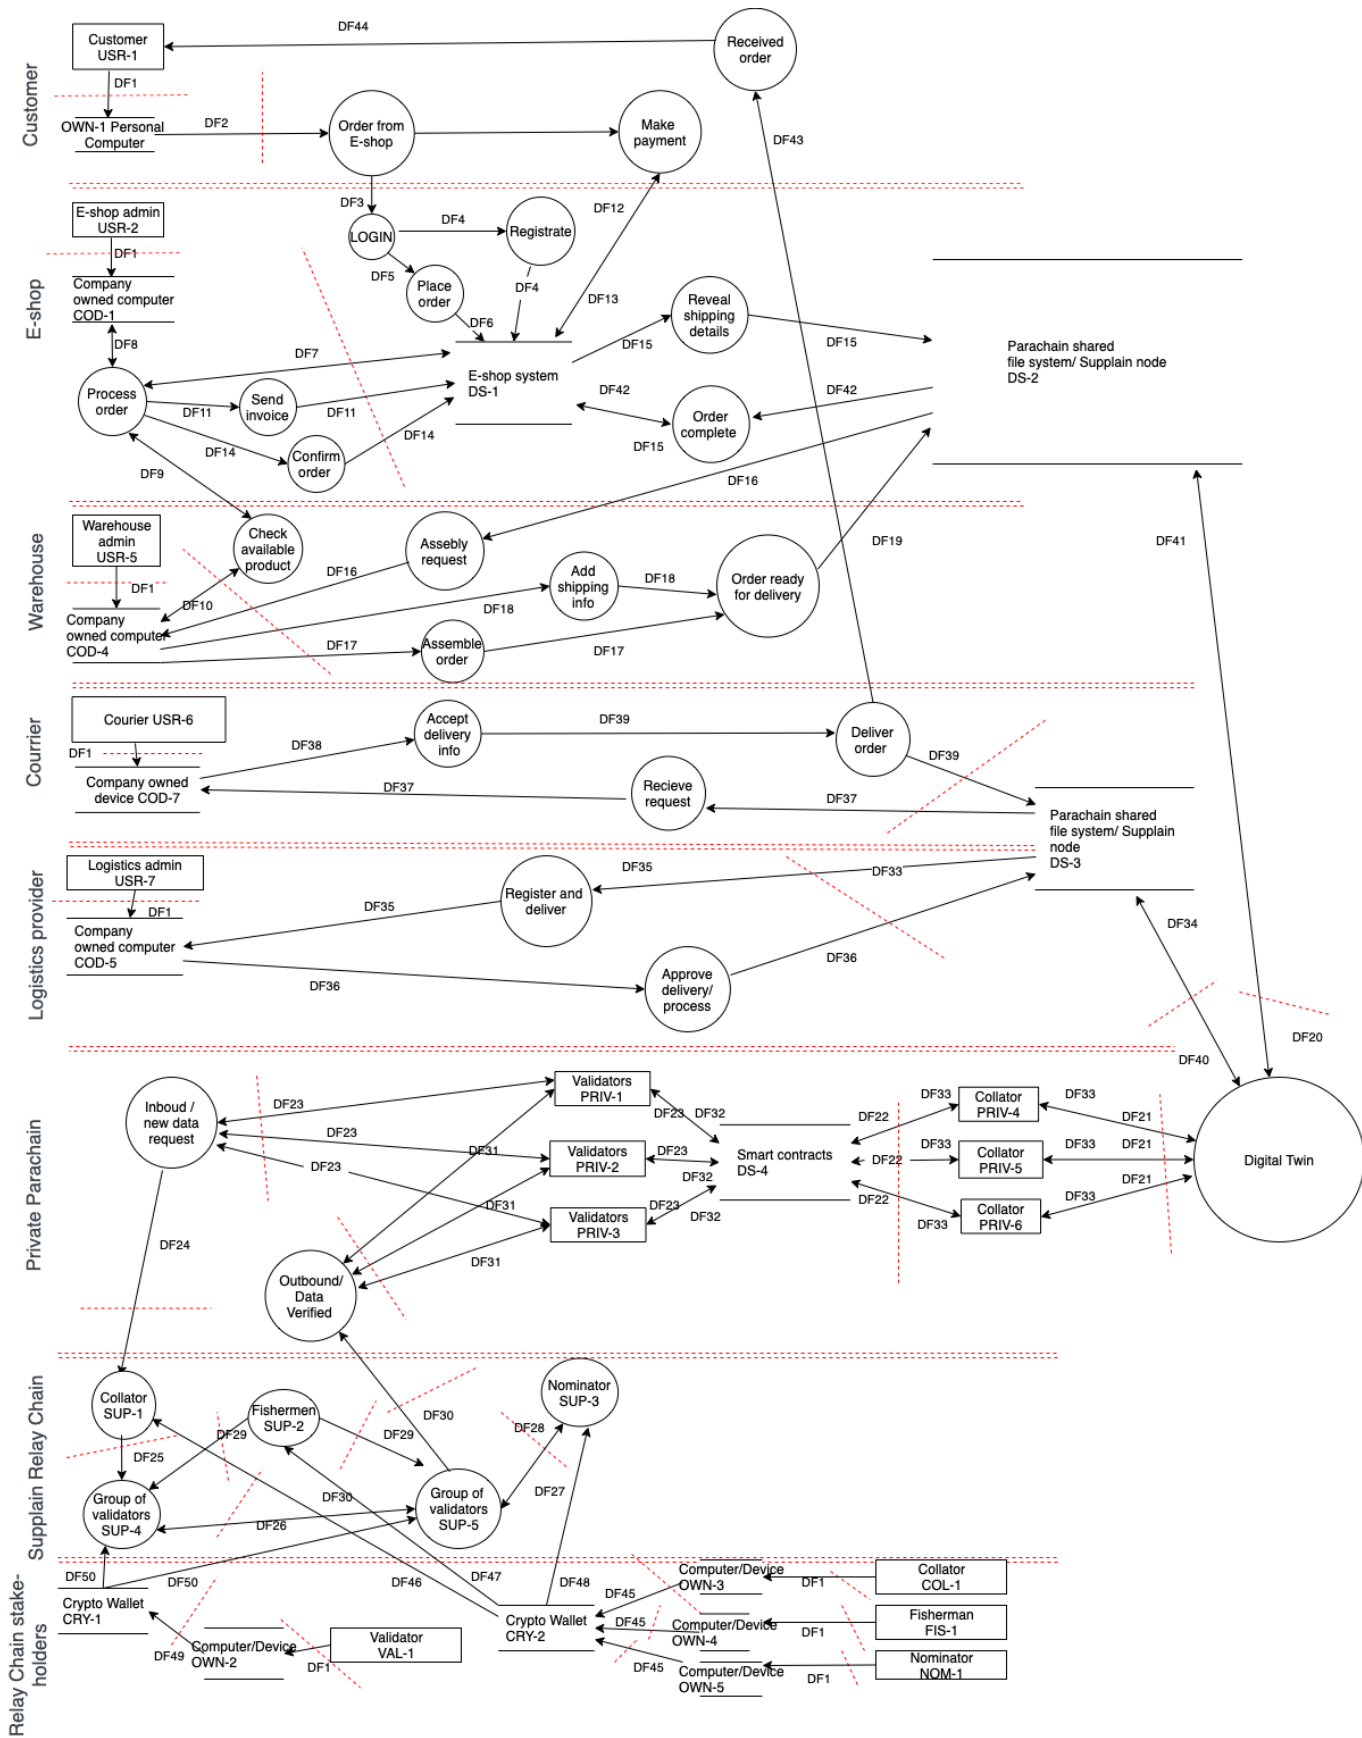 Customer
DF44
Customer
USR-1
Received
order
DF1
OWN-1 Personal
Computer
DF2
Order from
E-shop
Make
payment
DF43
E-shop
E-shop admin
USR-2
DF3
LOGIN
DF4
Registrate
DF12
DF1
Company
owned computer
COD-1
DF5
Place
order
DF4
DF6
DF13
Reveal
shipping
details
DF15
DF15
Parachain shared
file system/ Supplain node
DS-2
DF8
DF7
E-shop system
DS-1
Process
order
DF11
Send
invoice
DF11
DF42
Order
complete
DF42
DF14
Confirm
order
DF14
DF15
DF9
DF16
Warehouse
Warehouse
admin
USR-5
Check
available
product
Assebly
request
DF19
DF41
DF1
DF10
DF16
Add
shipping
info
DF18
Order ready
for delivery
Company
owned computer
COD-4
DF18
DF17
Assemble
order
DF17
Courrier
Courier USR-6
DF1
DF38
Accept
delivery
info
DF39
Deliver
order
DF39
Company owned
device COD-7
DF37
Recieve
request
DF37
Parachain shared
file system/ Supplain
node
DS-3
Logistics provider
Logistics admin
USR-7
DF35
DF33
Register and
deliver
DF1
DF35
Company
owned computer
COD-5
DF36
Approve
delivery/
process
DF36
DF34
DF20
DF40
Private Parachain
Inboud /
new data
request
DF23
Validators
PRIV-1
DF23
DF32
DF22
DF33
Collator
PRIV-4
DF33
DF23
DF31
Validators
PRIV-2
DF23
Smart contracts
DS-4
DF22
DF33
Collator
PRIV-5
DF33
DF21
DF21
Digital Twin
DF23
DF32
DF31
Validators
PRIV-3
DF23
DF32
DF22
DF33
Collator
PRIV-6
DF33
DF21
DF24
DF31
Outbound/
Data
Verified
Supplain Relay Chain
Collator
SUP-1
Fishermen
SUP-2
Nominator
SUP-3
DF30
DF29
DF29
DF28
DF25
Group of
validators
SUP-4
DF30
DF26
Group of
validators
SUP-5
DF27
Relay Chain stake-
holders
DF50
DF50
DF46
DF47
DF48
Crypto Wallet
CRY-1
Crypto Wallet
CRY-2
DF45
Computer/Device
OWN-3
DF1
Collator
COL-1
DF45
Computer/Device
OWN-4
DF1
Fisherman
FIS-1
DF45
Computer/Device
OWN-5
DF1
Nominator
NOM-1
DF49
Computer/Device
OWN-2
DF1
Validator
VAL-1